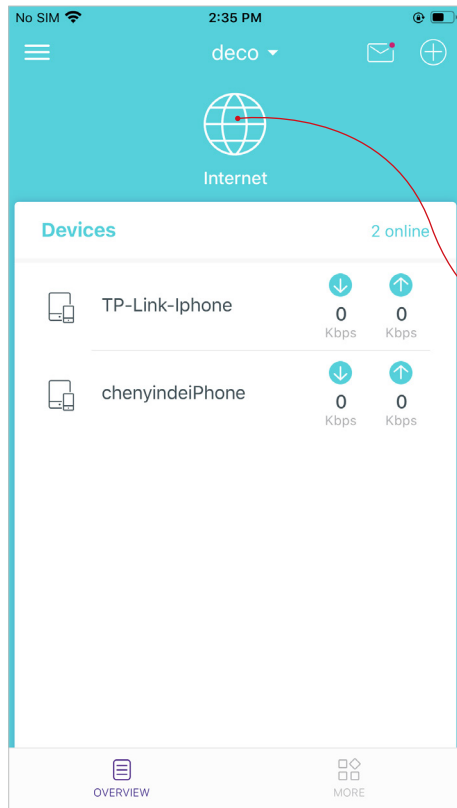 No SIM 2:35 PM
deco
Internet
Devices 2 online
TP-Link-Iphone
0 0
Kbps Kbps
chenyindeiPhone
0 0
Kbps Kbps
OVERVIEW MORE